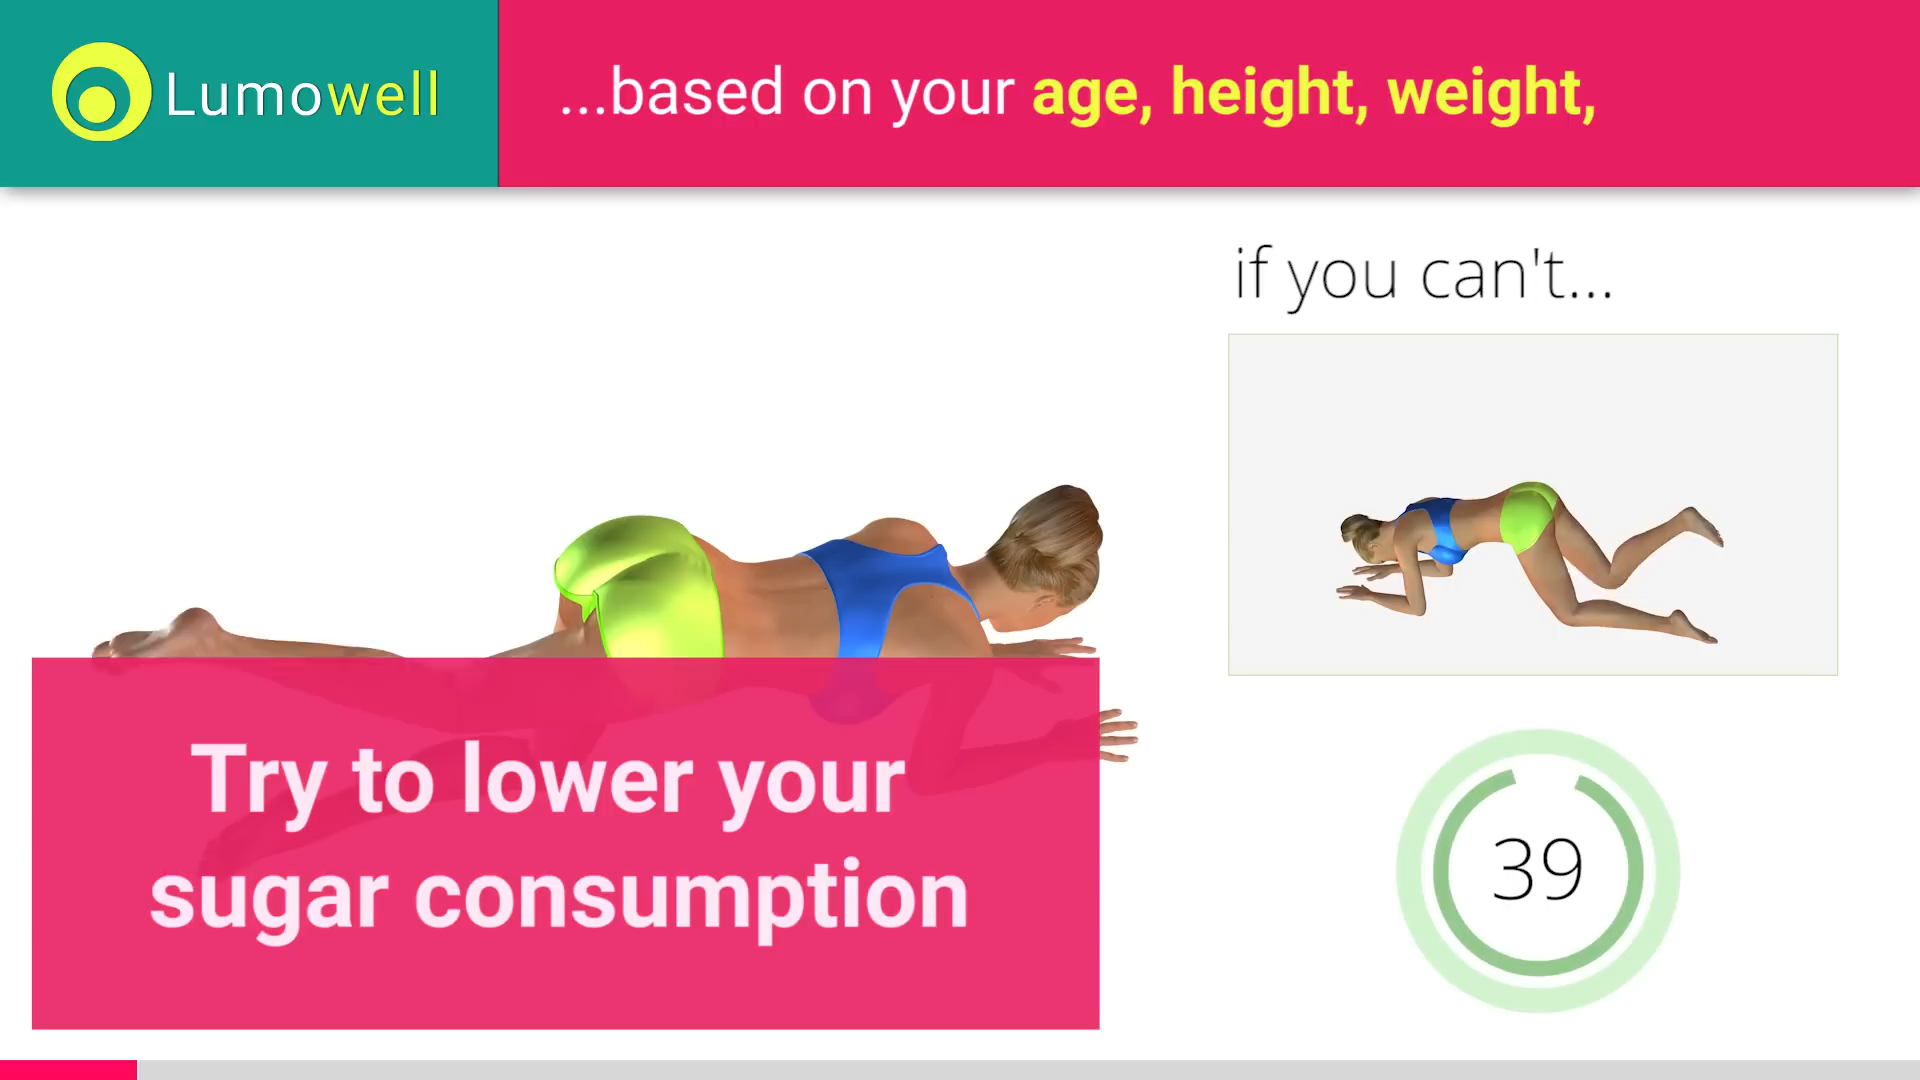 Lumowell
...based on your age, height, weight,
if you can't...
Try to lower your
sugar consumption
39